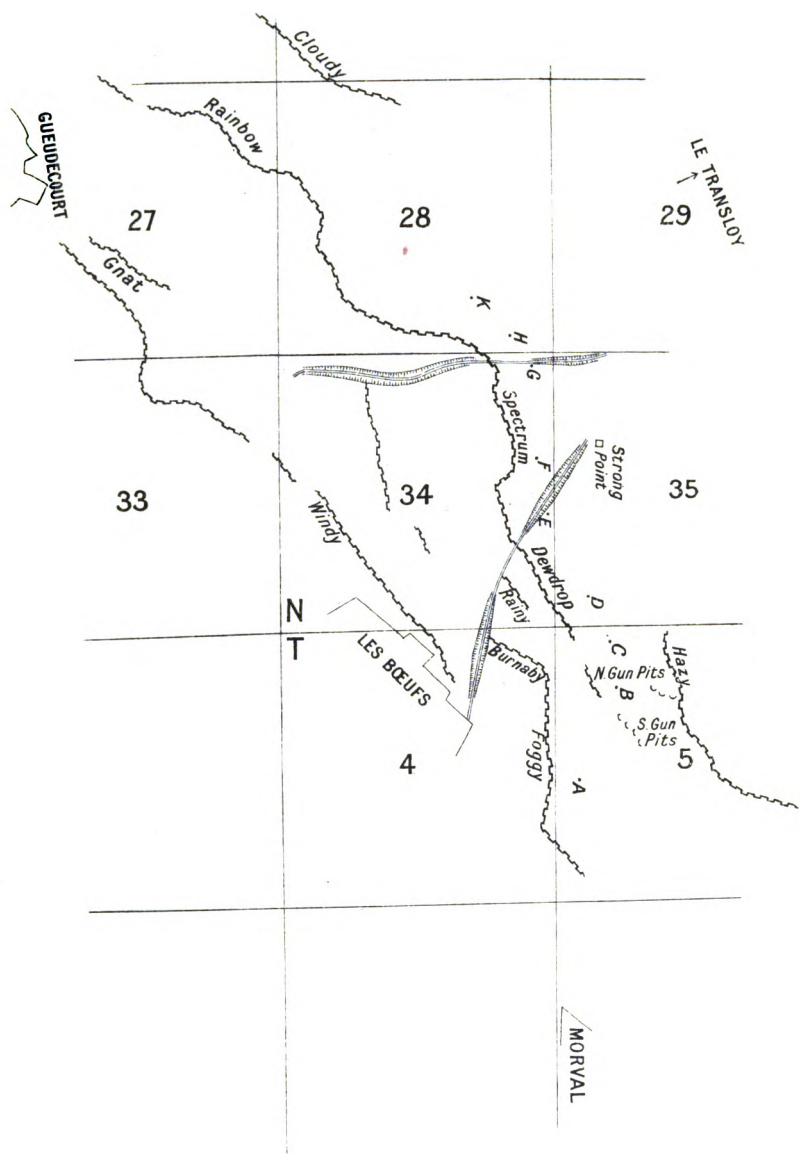 Cloudy
Rainbow
GUEUDECOURT
LE TRANSLOY
27
28
29
Gnat
K
H
G
Spectrum
F
Strong
Point
33
34
35
Windy
E
Dewdrop
Rainy
D
N
T
LES BŒUFS
Burnaby
C
Hazy
N. Gun Pits
B
S. Gun
Pits
4
Foggy
5
A
MORVAL